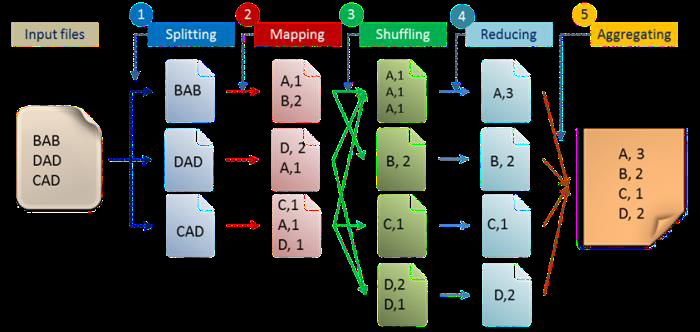 1
2
3
4
5
Input files
Splitting
Mapping
Shuffling
Reducing
Aggregating
BAB
DAD
CAD
BAB
DAD
CAD
A,1
B,2
D, 2
A,1
C,1
A,1
D, 1
A,1
A,1
A,1
B, 2
C,1
D,2
D,1
A,3
B, 2
C,1
D,2
A, 3
B, 2
C, 1
D, 2